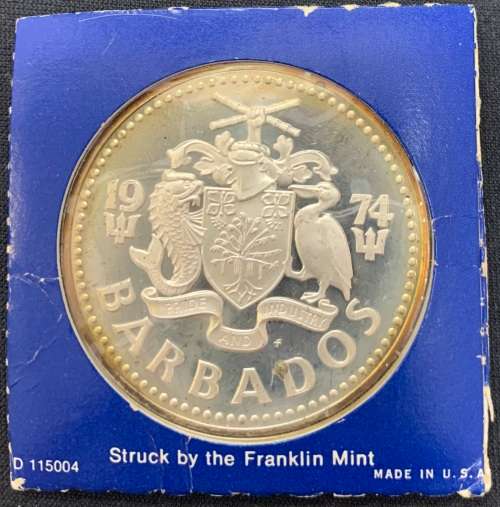 19 74
PRIDE AND INDUSTRY
BARBADOS
D 115004
Struck by the Franklin Mint
MADE IN U.S.A